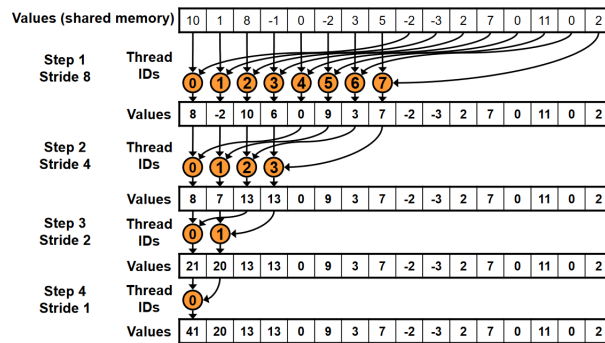 Values (shared memory) 10 1 8 -1 0 -2 3 5 -2 -3 2 7 0 11 0 2
Step 1
Stride 8
Thread
IDs
0 1 2 3 4 5 6 7
Values 8 -2 10 6 0 9 3 7 -2 -3 2 7 0 11 0 2
Step 2
Stride 4
Thread
IDs
0 1 2 3
Values 8 7 13 13 0 9 3 7 -2 -3 2 7 0 11 0 2
Step 3
Stride 2
Thread
IDs
0 1
Values 21 20 13 13 0 9 3 7 -2 -3 2 7 0 11 0 2
Step 4
Stride 1
Thread
IDs
0
Values 41 20 13 13 0 9 3 7 -2 -3 2 7 0 11 0 2